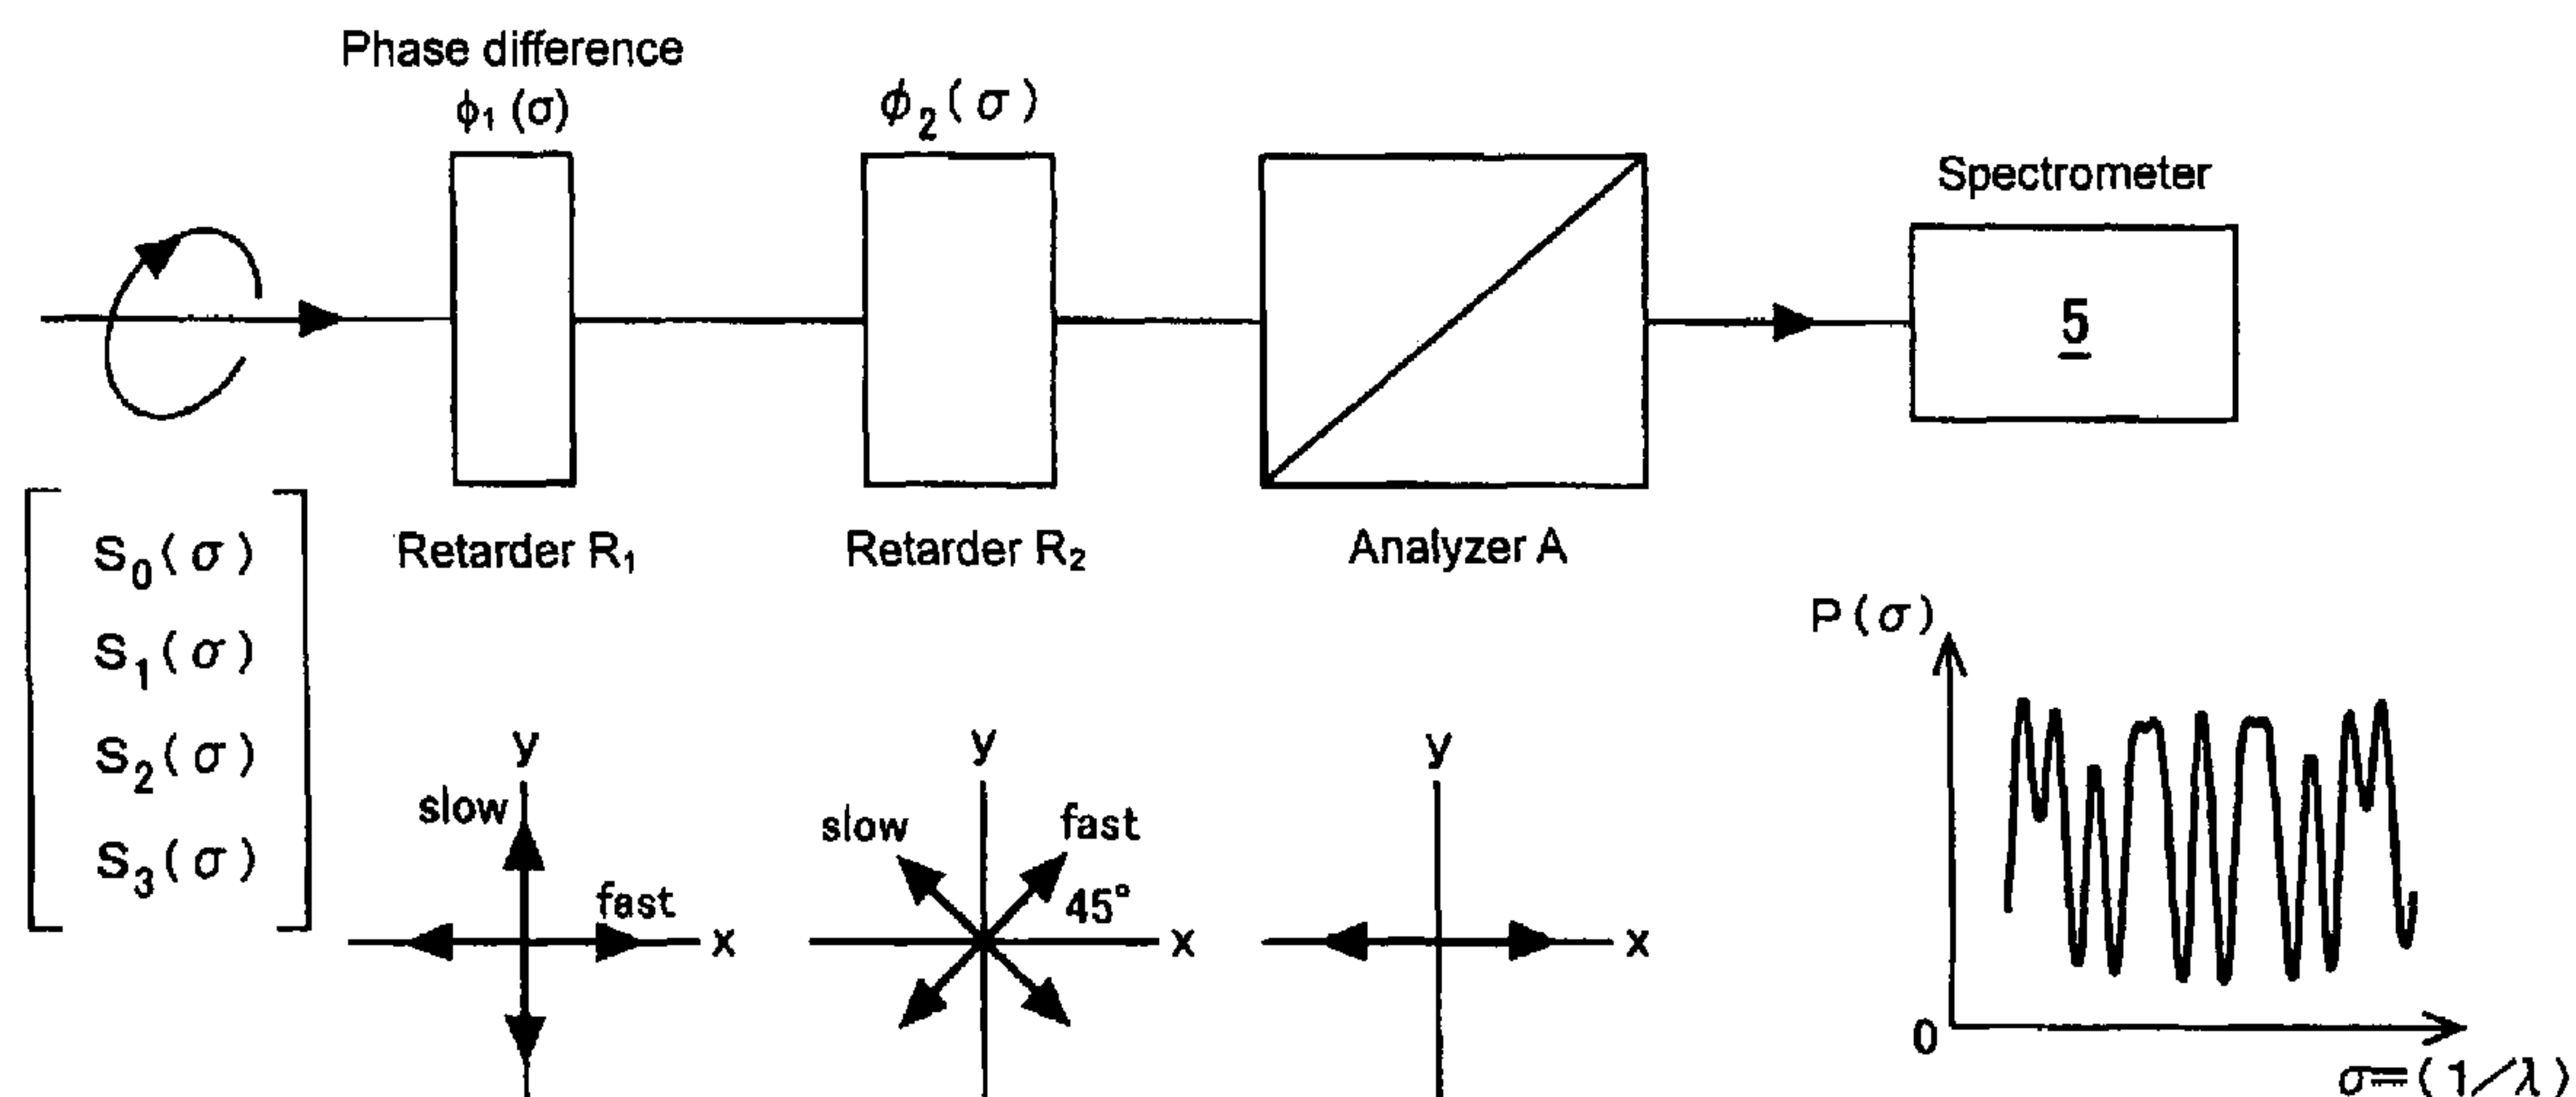 Phase difference
ϕ₁ (σ)
ϕ₂(σ)
Spectrometer
5
S₀(σ)
S₁(σ)
S₂(σ)
S₃(σ)
Retarder R₁
Retarder R₂
Analyzer A
y
slow
fast
x
y
slow
fast
45°
x
y
x
P(σ)
0
σ=(1/λ)